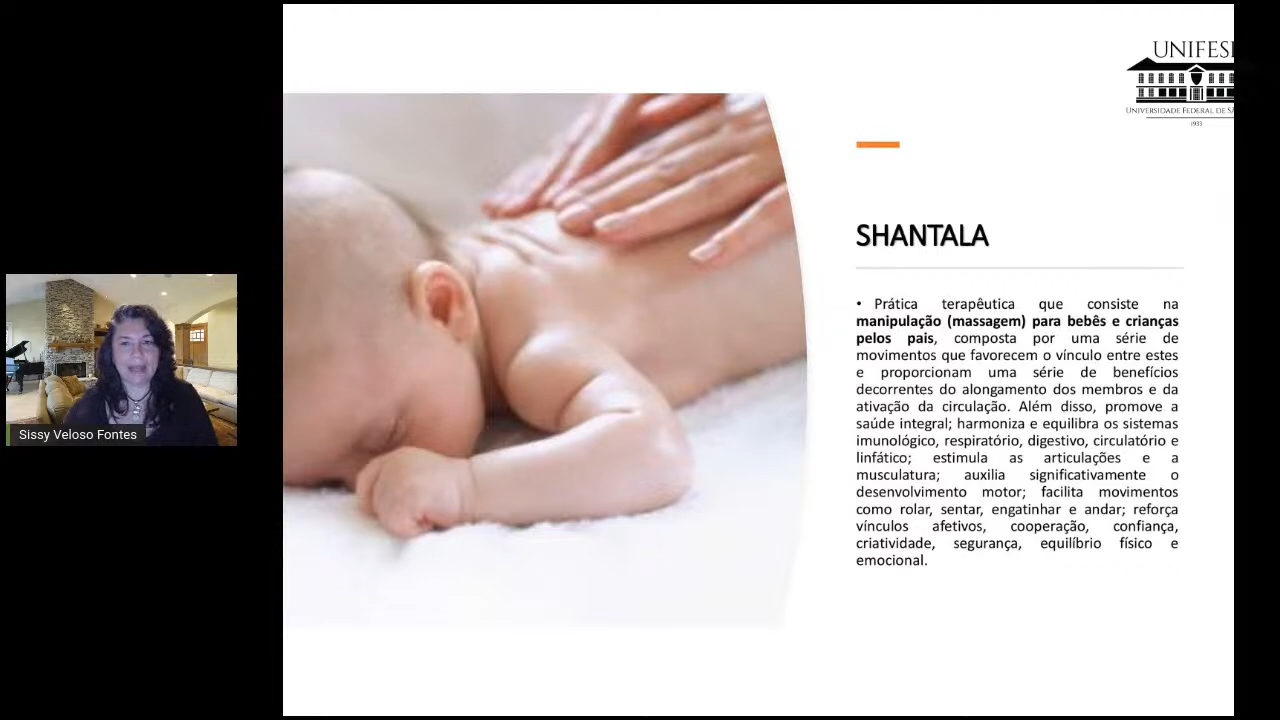 UNIFES
UNIVERSIDADE FEDERAL DE
1933
SHANTALA
• Prática terapêutica que consiste na
manipulação (massagem) para bebês e crianças
pelos pais, composta por uma série de
movimentos que favorecem o vínculo entre estes
e proporcionam uma série de benefícios
decorrentes do alongamento dos membros e da
ativação da circulação. Além disso, promove a
saúde integral; harmoniza e equilibra os sistemas
imunológico, respiratório, digestivo, circulatório e
linfático; estimula as articulações e a
musculatura; auxilia significativamente o
desenvolvimento motor; facilita movimentos
como rolar, sentar, engatinhar e andar; reforça
vínculos afetivos, cooperação, confiança,
criatividade, segurança, equilíbrio físico e
emocional.
Sissy Veloso Fontes